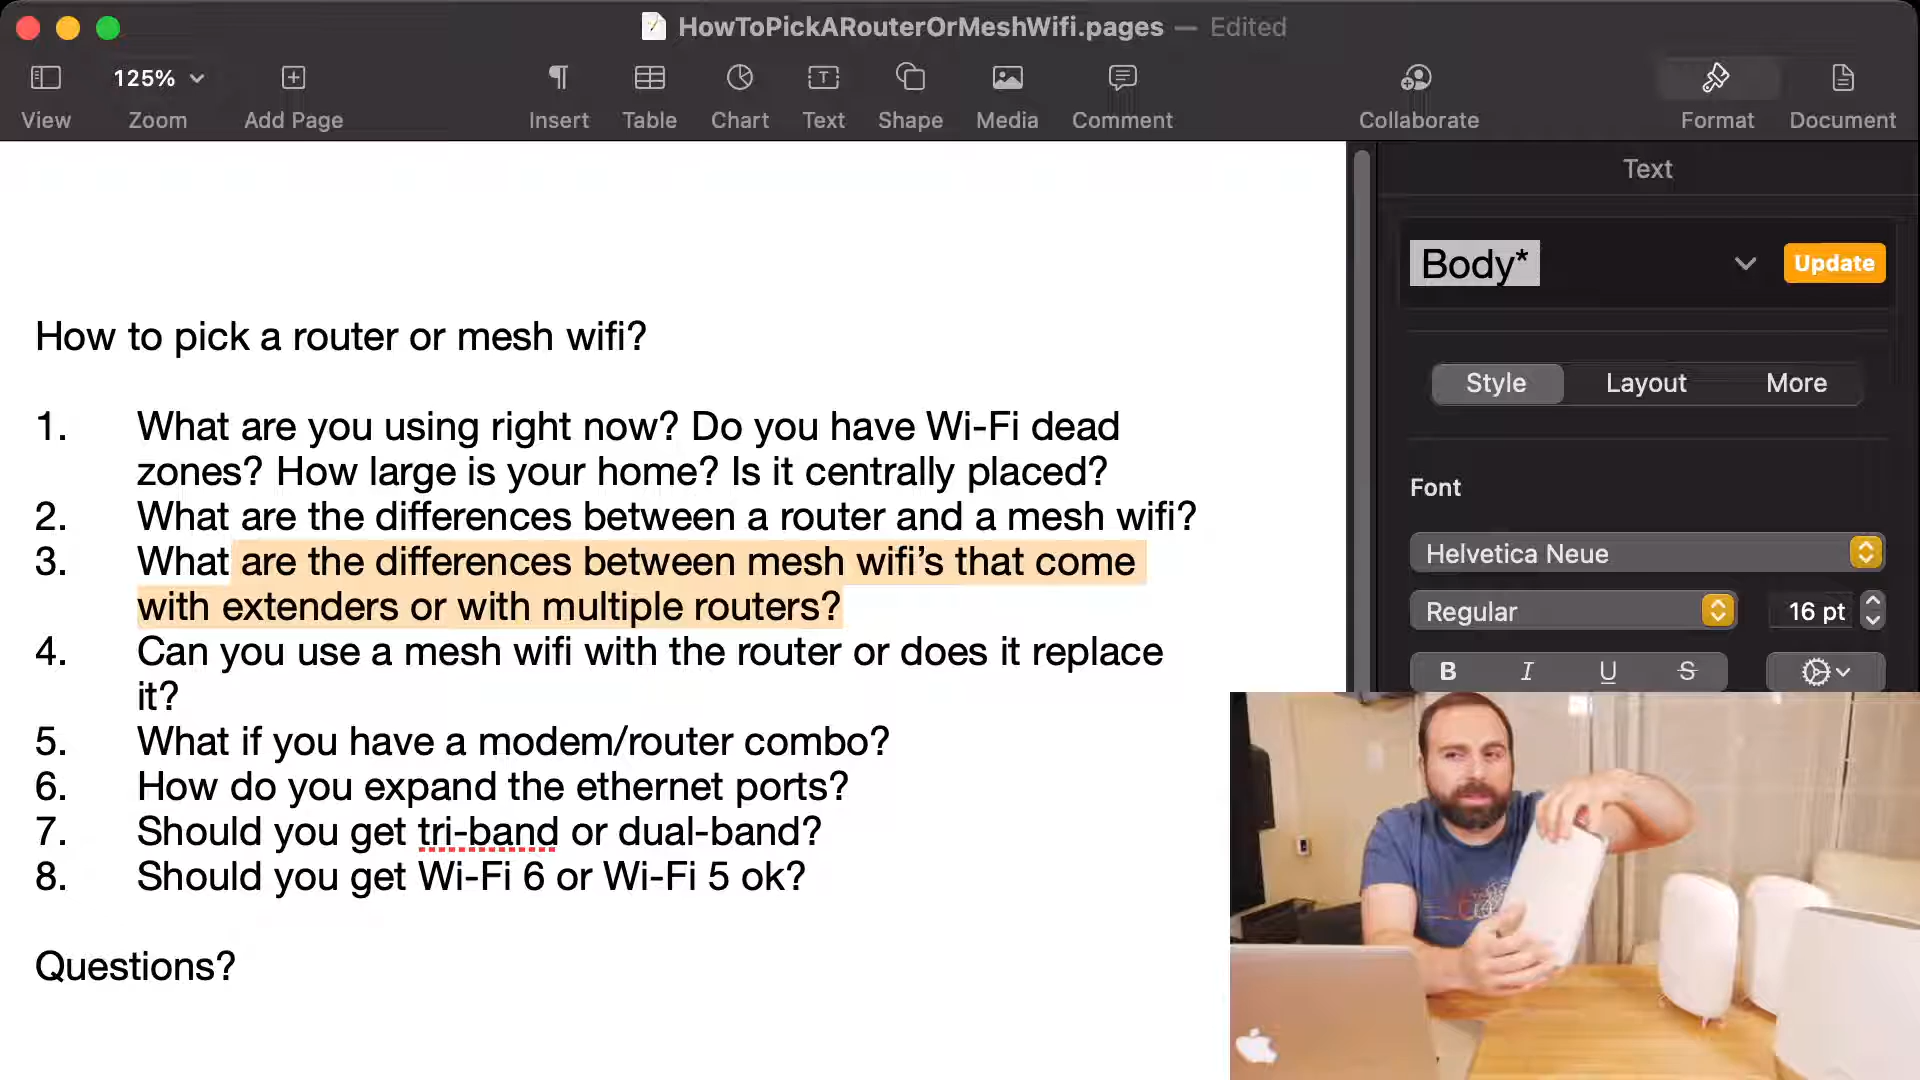 HowToPickARouterOrMeshWifi.pages — Edited
125%
View
Zoom
Add Page
Insert
Table
Chart
Text
Shape
Media
Comment
Collaborate
Format
Document
How to pick a router or mesh wifi?
1. What are you using right now? Do you have Wi-Fi dead
zones? How large is your home? Is it centrally placed?
2. What are the differences between a router and a mesh wifi?
3. What are the differences between mesh wifi’s that come
with extenders or with multiple routers?
4. Can you use a mesh wifi with the router or does it replace
it?
5. What if you have a modem/router combo?
6. How do you expand the ethernet ports?
7. Should you get tri-band or dual-band?
8. Should you get Wi-Fi 6 or Wi-Fi 5 ok?
Questions?
Text
Body*
Update
Style
Layout
More
Font
Helvetica Neue
Regular
16 pt
B I U S